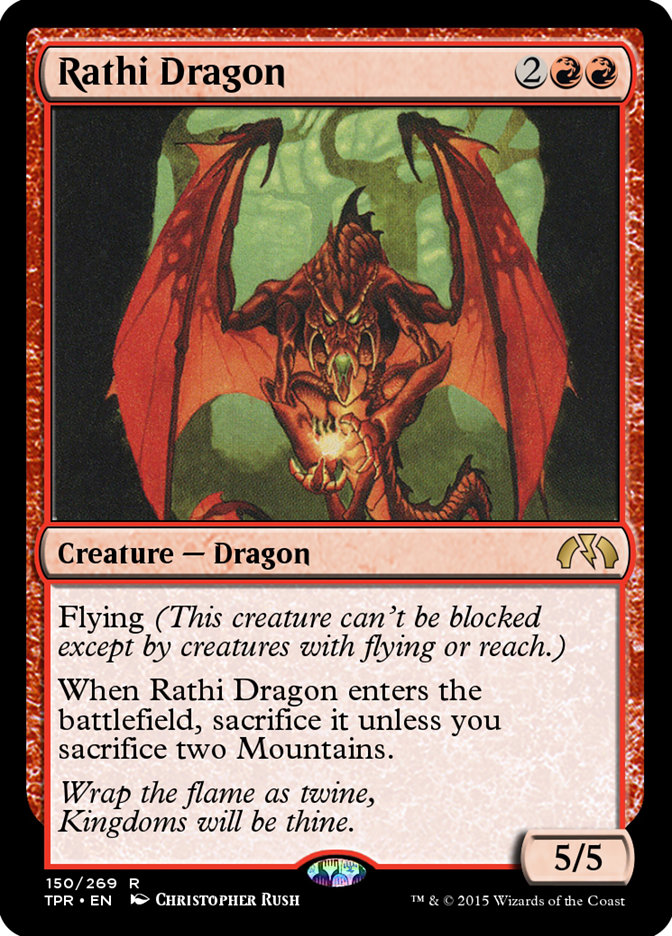 Rathi Dragon 2
Creature — Dragon
Flying (This creature can't be blocked
except by creatures with flying or reach.)
When Rathi Dragon enters the
battlefield, sacrifice it unless you
sacrifice two Mountains.
Wrap the flame as twine,
Kingdoms will be thine.
5/5
150/269 R
TPR • EN Christopher Rush ™ & © 2015 Wizards of the Coast